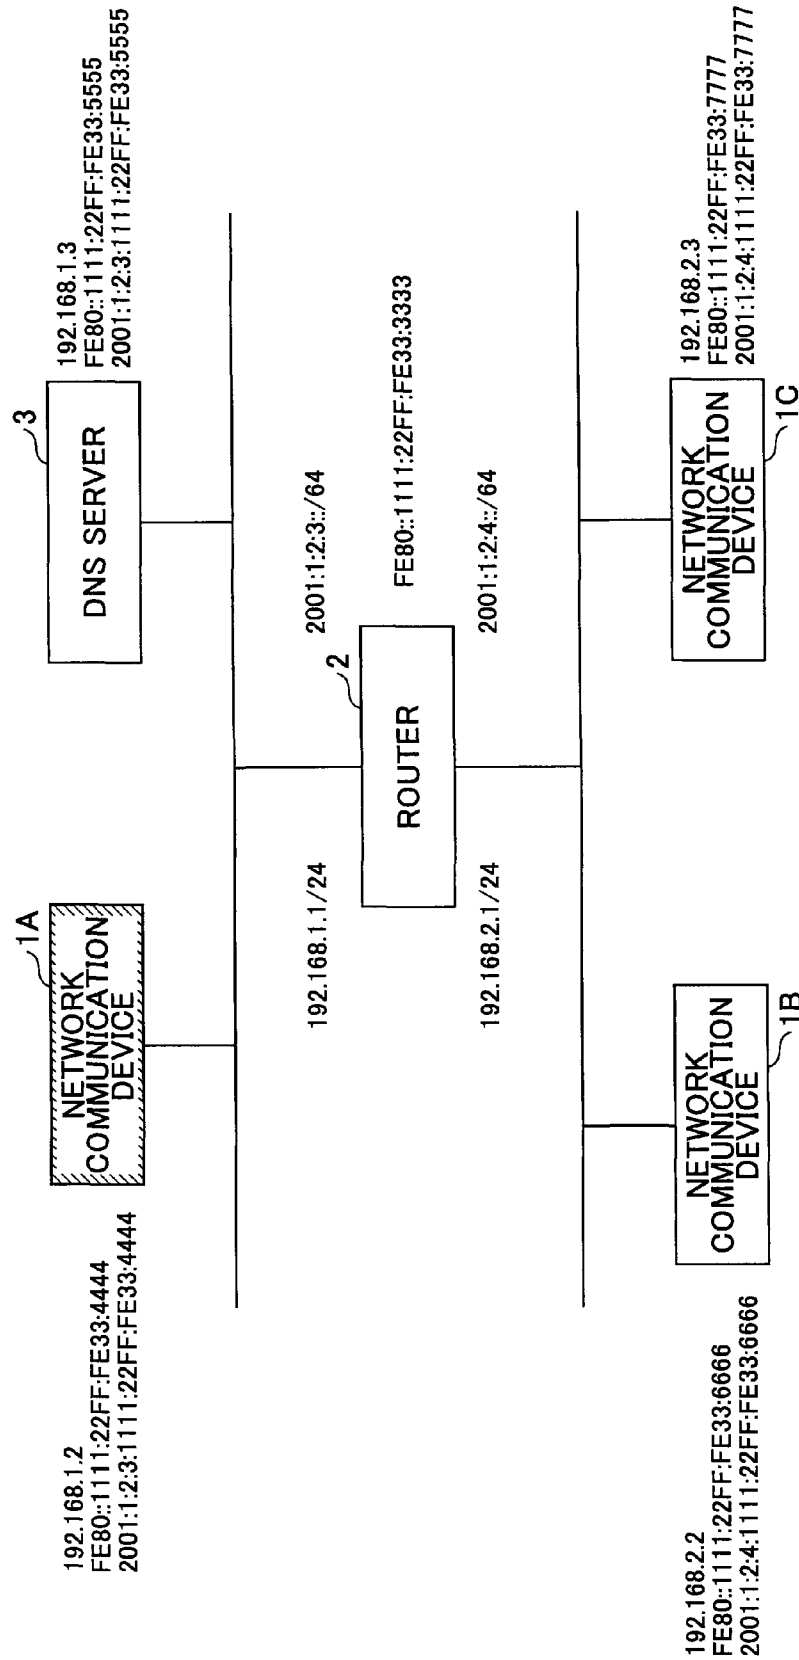 192.168.1.2
FE80::1111:22FF:FE33:4444
2001:1:2:3:1111:22FF:FE33:4444
1A
NETWORK
COMMUNICATION
DEVICE
3
DNS SERVER
192.168.1.3
FE80::1111:22FF:FE33:5555
2001:1:2:3:1111:22FF:FE33:5555
192.168.1.1/24
2001:1:2:3::/64
2
ROUTER
FE80::1111:22FF:FE33:3333
192.168.2.1/24
2001:1:2:4::/64
192.168.2.2
FE80::1111:22FF:FE33:6666
2001:1:2:4:1111:22FF:FE33:6666
NETWORK
COMMUNICATION
DEVICE
1B
NETWORK
COMMUNICATION
DEVICE
1C
192.168.2.3
FE80::1111:22FF:FE33:7777
2001:1:2:4:1111:22FF:FE33:7777